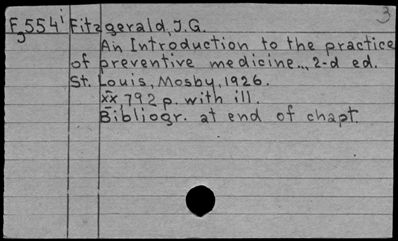 3
F554i Fitzgerald, J.G.
An Introduction to the practice
of preventive medicine... 2-d ed.
St. Louis, Mosby, 1926.
xx 792 p. with ill.
Bibliogr. at end of chapt.